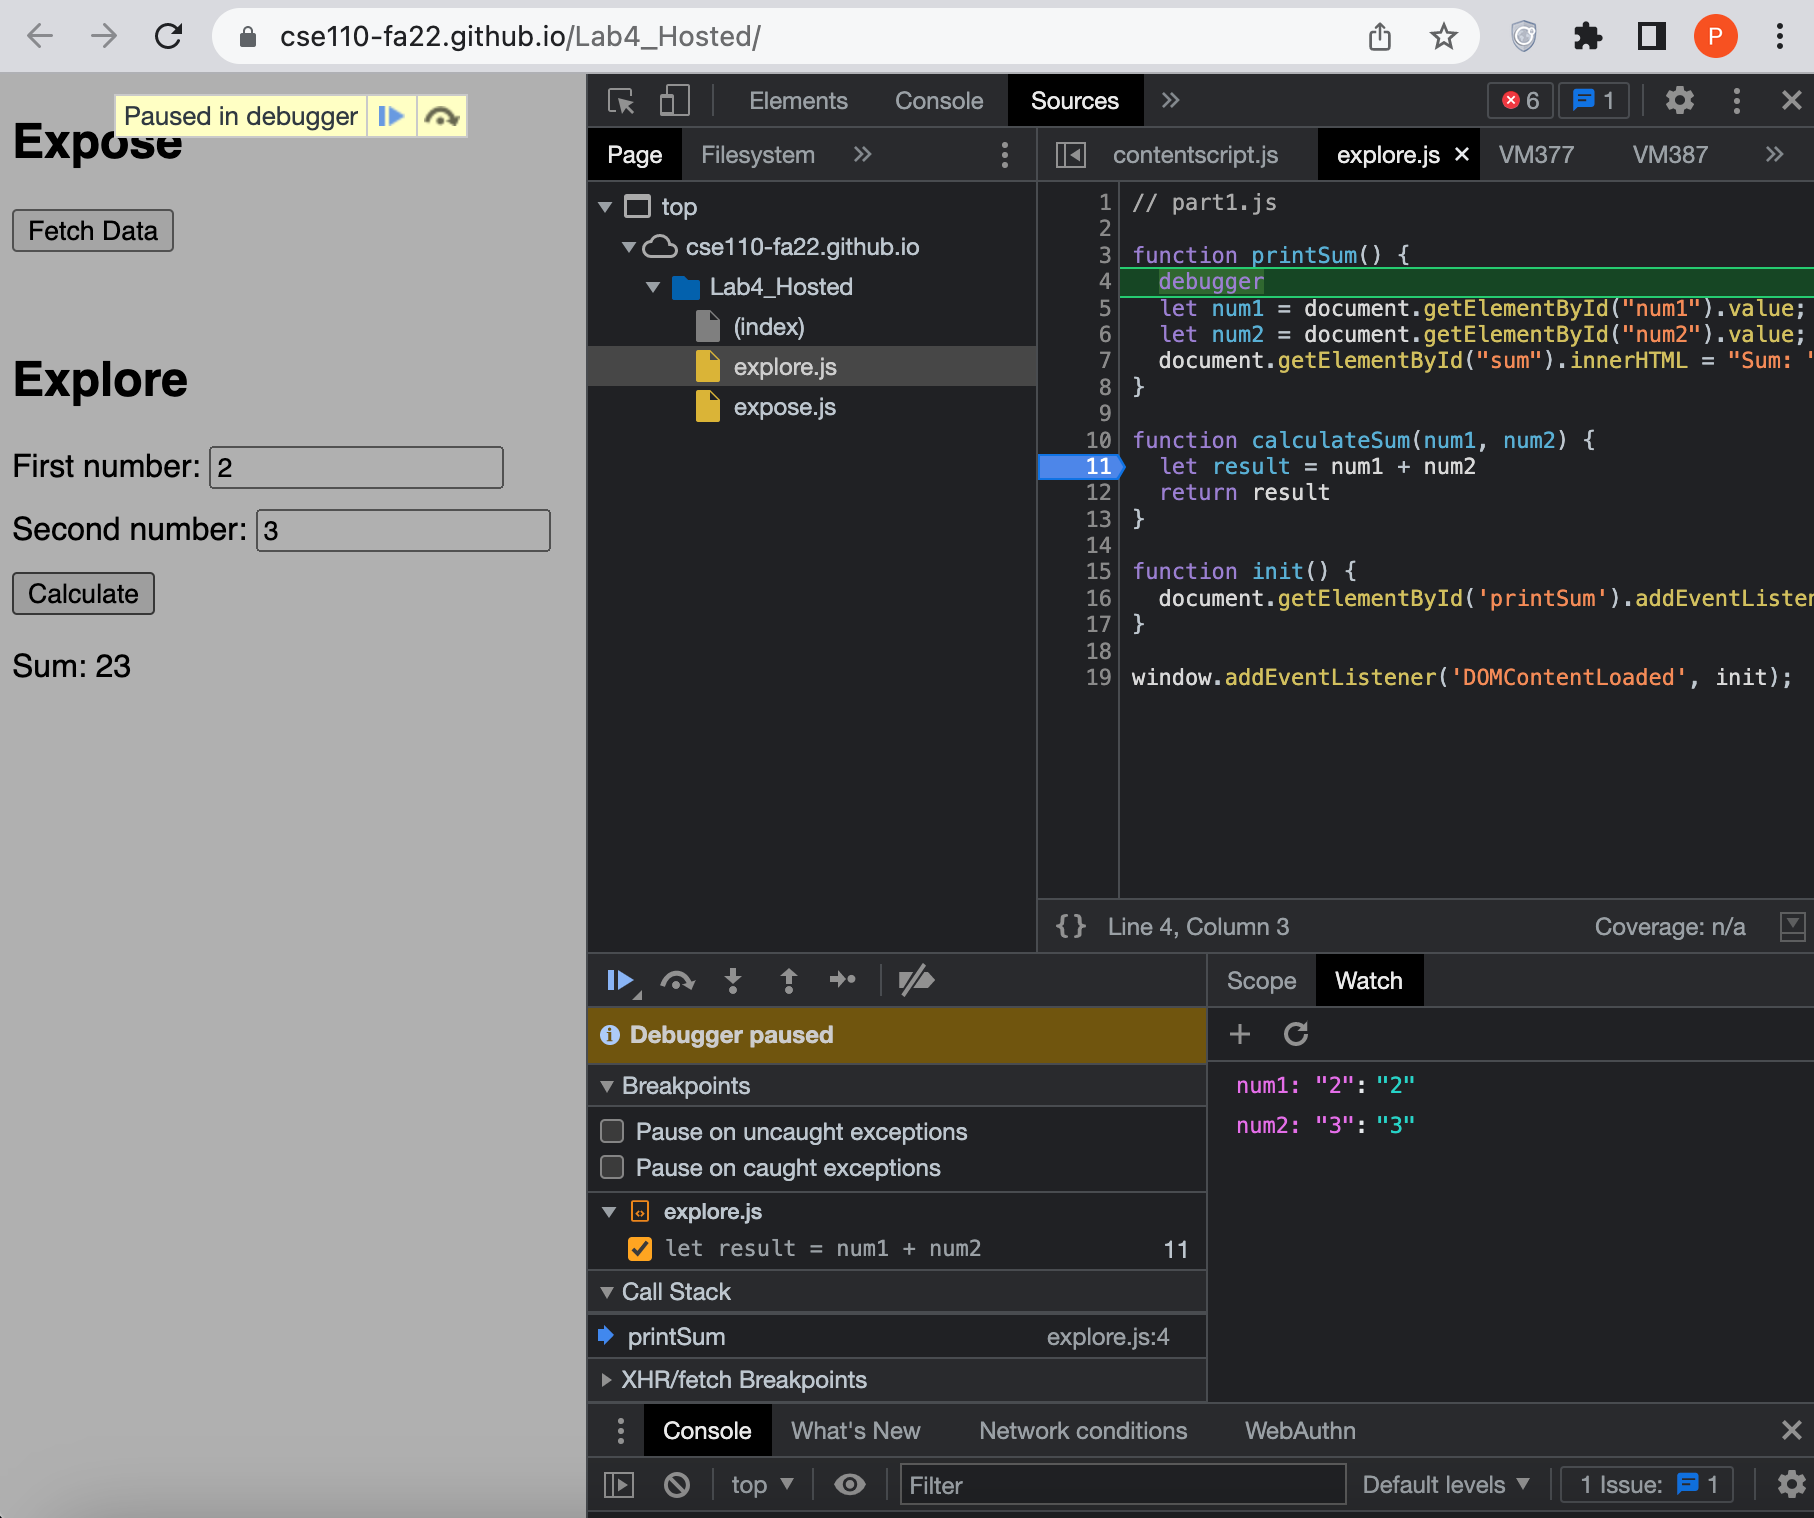 cse110-fa22.github.io/Lab4_Hosted/
P
Paused in debugger
Expose
Fetch Data
Explore
First number: 2
Second number: 3
Calculate
Sum: 23
Elements Console Sources
6 1
Page Filesystem
contentscript.js explore.js VM377 VM387
top
cse110-fa22.github.io
Lab4_Hosted
(index)
explore.js
expose.js
1 // part1.js
2
3 function printSum() {
4 debugger
5 let num1 = document.getElementById("num1").value;
6 let num2 = document.getElementById("num2").value;
7 document.getElementById("sum").innerHTML = "Sum: "
8 }
9
10 function calculateSum(num1, num2) {
11 let result = num1 + num2
12 return result
13 }
14
15 function init() {
16 document.getElementById('printSum').addEventListen
17 }
18
19 window.addEventListener('DOMContentLoaded', init);
{} Line 4, Column 3 Coverage: n/a
Debugger paused
Breakpoints
Pause on uncaught exceptions
Pause on caught exceptions
explore.js
let result = num1 + num2 11
Call Stack
printSum explore.js:4
XHR/fetch Breakpoints
Scope Watch
num1: "2": "2"
num2: "3": "3"
Console What's New Network conditions WebAuthn
top Filter Default levels 1 Issue: 1